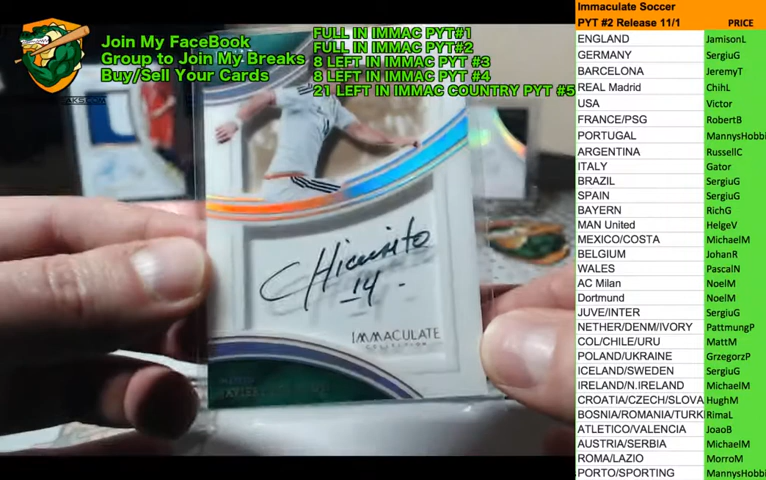 Join My FaceBook
Group to Join My Breaks
Buy/Sell Your Cards
FULL IN IMMAC PYT#1
FULL IN IMMAC PYT#2
8 LEFT IN IMMAC PYT #3
8 LEFT IN IMMAC PYT #4
21 LEFT IN IMMAC COUNTRY PYT #5
CHicharito
14
IMMACULATE
COLLECTION
Immaculate Soccer
PYT #2 Release 11/1 PRICE
ENGLAND JamisonL
GERMANY SergiuG
BARCELONA JeremyT
REAL Madrid ChihL
USA Victor
FRANCE/PSG RobertB
PORTUGAL MannysHobbi
ARGENTINA RussellC
ITALY Gator
BRAZIL SergiuG
SPAIN SergiuG
BAYERN RichG
MAN United HelgeV
MEXICO/COSTA MichaelM
BELGIUM JohanR
WALES PascalN
AC Milan NoelM
Dortmund NoelM
JUVE/INTER SergiuG
NETHER/DENM/IVORY PattmungP
COL/CHILE/URU MattM
POLAND/UKRAINE GrzegorzP
ICELAND/SWEDEN SergiuG
IRELAND/N.IRELAND MichaelM
CROATIA/CZECH/SLOVA HughM
BOSNIA/ROMANIA/TURK RimaL
ATLETICO/VALENCIA JoaoB
AUSTRIA/SERBIA MichaelM
ROMA/LAZIO MorroM
PORTO/SPORTING MannysHobbi